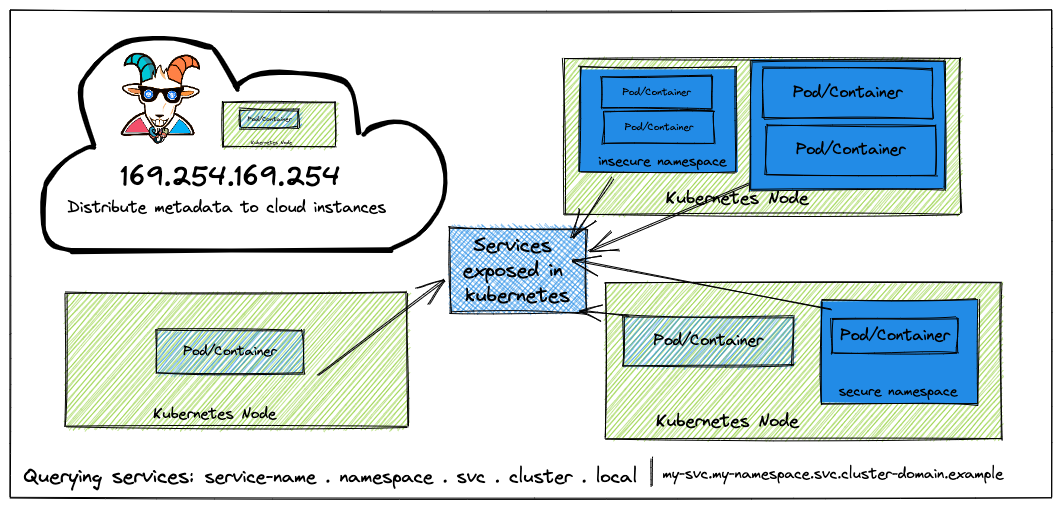 Pod/Container
Kubernetes Node
169.254.169.254
Distribute metadata to cloud instances
Pod/Container
Pod/Container
insecure namespace
Pod/Container
Pod/Container
Kubernetes Node
Services
exposed in
kubernetes
Pod/Container
Kubernetes Node
Pod/Container
Pod/Container
secure namespace
Kubernetes Node
Querying services: service-name . namespace . svc . cluster . local
my-svc.my-namespace.svc.cluster-domain.example